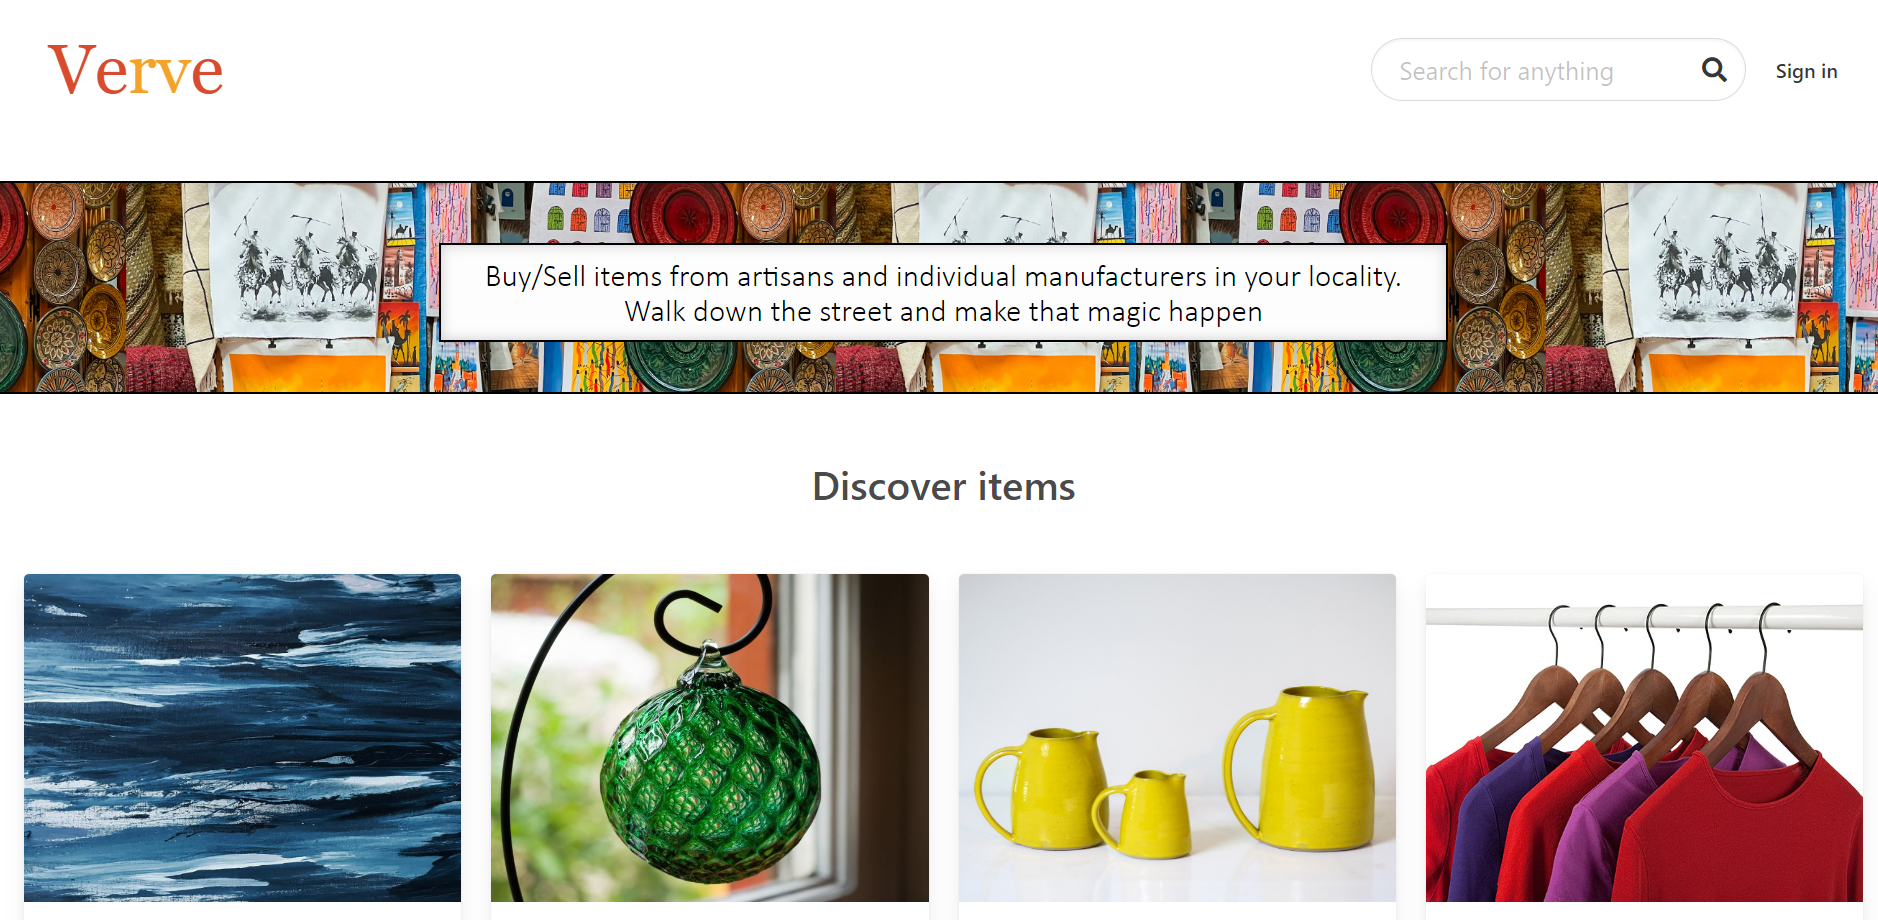 Verve
Search for anything
Sign in
Buy/Sell items from artisans and individual manufacturers in your locality.
Walk down the street and make that magic happen
Discover items